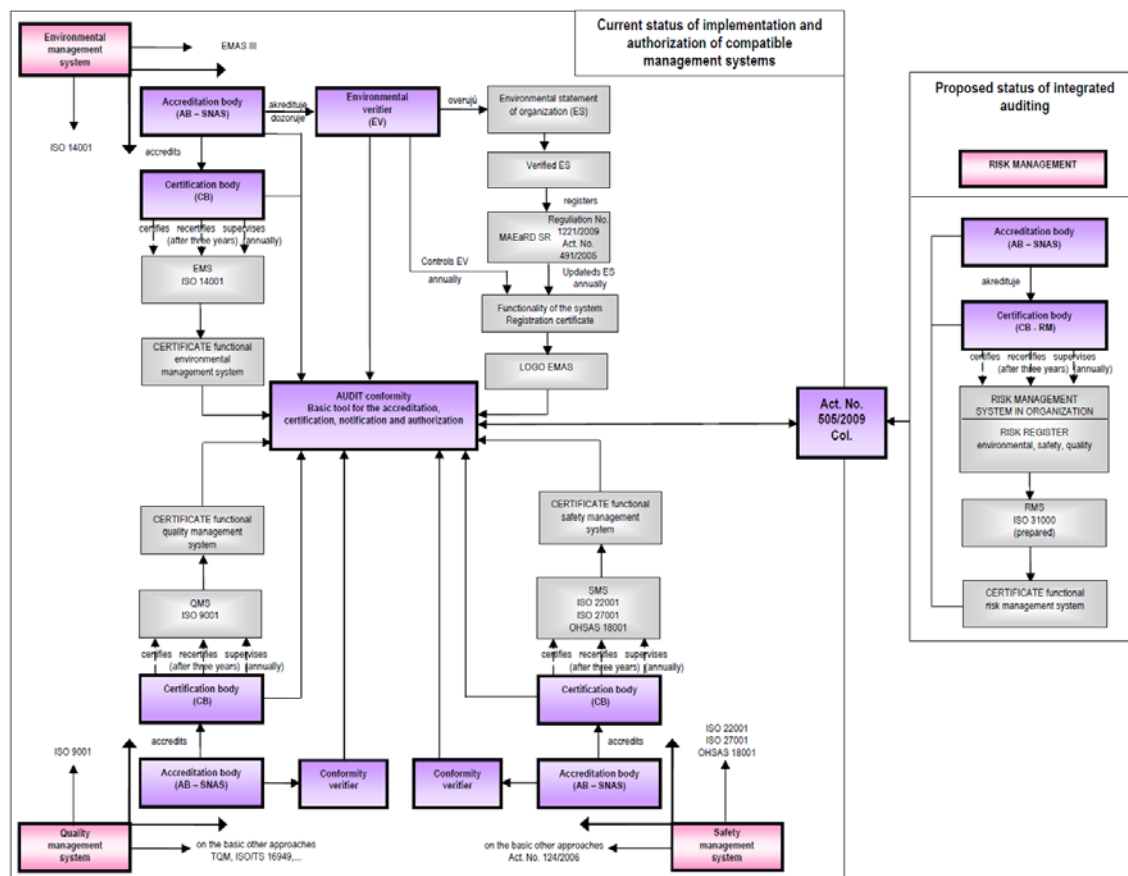 Current status of implementation and
authorization of compatible
management systems
Environmental
management
system
EMAS III
ISO 14001
Accreditation body
(AB – SNAS)
akredituje
dozoruje
Environmental
verifier
(EV)
overujú
Environmental statement
of organization (ES)
accredits
Certification body
(CB)
Verified ES
registers
certifies
recertifies
(after three years)
supervises
(annually)
MAEaRD SR
Reguliation No.
1221/2009
Act. No.
491/2005
EMS
ISO 14001
Controls EV
annually
Updateds ES
annually
Functionality of the system
Registration certificate
CERTIFICATE functional
environmental
management system
LOGO EMAS
AUDIT conformity
Basic tool for the accreditation,
certification, notification and authorization
Act. No.
505/2009
Col.
CERTIFICATE functional
quality management
system
CERTIFICATE functional
safety management
system
QMS
ISO 9001
SMS
ISO 22001
ISO 27001
OHSAS 18001
certifies
recertifies
(after three years)
supervises
(annually)
certifies
recertifies
(after three years)
supervises
(annually)
Certification body
(CB)
Certification body
(CB)
ISO 9001
accredits
accredits
ISO 22001
ISO 27001
OHSAS 18001
Accreditation body
(AB – SNAS)
Conformity
verifier
Conformity
verifier
Accreditation body
(AB – SNAS)
Quality
management
system
on the basic other approaches
TQM, ISO/TS 16949,...
on the basic other approaches
Act. No. 124/2006
Safety
management
system
Proposed status of integrated
auditing
RISK MANAGEMENT
Accreditation body
(AB – SNAS)
akredituje
Certification body
(CB - RM)
certifies
recertifies
(after three years)
supervises
(annually)
RISK MANAGEMENT
SYSTEM IN ORGANIZATION
RISK REGISTER
environmental, safety, quality
RMS
ISO 31000
(prepared)
CERTIFICATE functional
risk management system